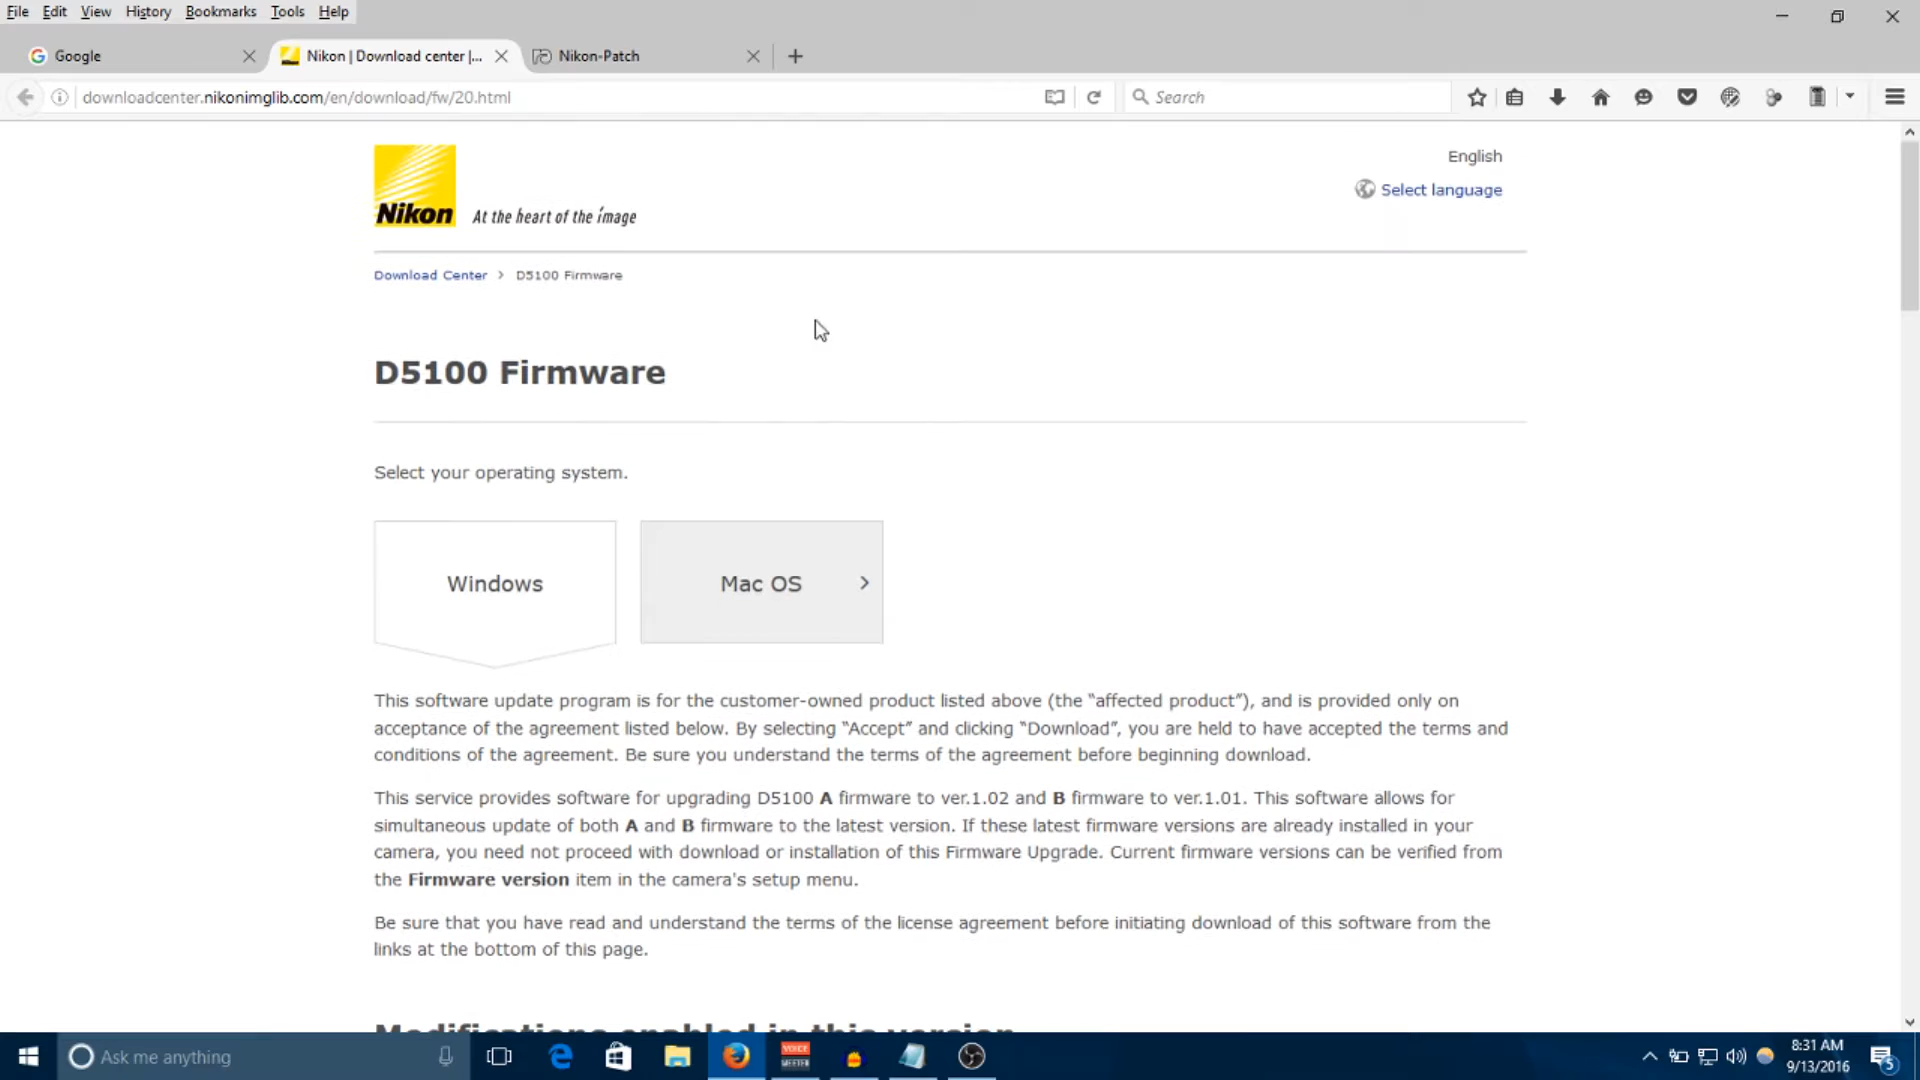 File Edit View History Bookmarks Tools Help
Google
Nikon | Download center |...
Nikon-Patch
downloadcenter.nikonimglib.com/en/download/fw/20.html
Search
Nikon
At the heart of the image
English
Select language
Download Center > D5100 Firmware
D5100 Firmware
Select your operating system.
Windows
Mac OS
This software update program is for the customer-owned product listed above (the “affected product”), and is provided only on
acceptance of the agreement listed below. By selecting “Accept” and clicking “Download”, you are held to have accepted the terms and
conditions of the agreement. Be sure you understand the terms of the agreement before beginning download.
This service provides software for upgrading D5100 A firmware to ver.1.02 and B firmware to ver.1.01. This software allows for
simultaneous update of both A and B firmware to the latest version. If these latest firmware versions are already installed in your
camera, you need not proceed with download or installation of this Firmware Upgrade. Current firmware versions can be verified from
the Firmware version item in the camera's setup menu.
Be sure that you have read and understand the terms of the license agreement before initiating download of this software from the
links at the bottom of this page.
Modifications enabled in this version
Ask me anything
VOICE
MEETER
8:31 AM
9/13/2016
5